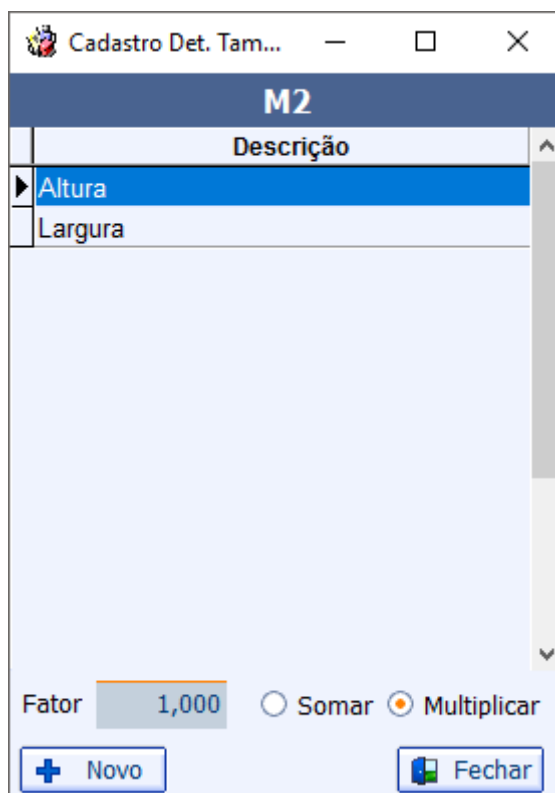 Cadastro Det. Tam...
M2
Descrição
Altura
Largura
Fator 1,000 Somar Multiplicar
Novo Fechar